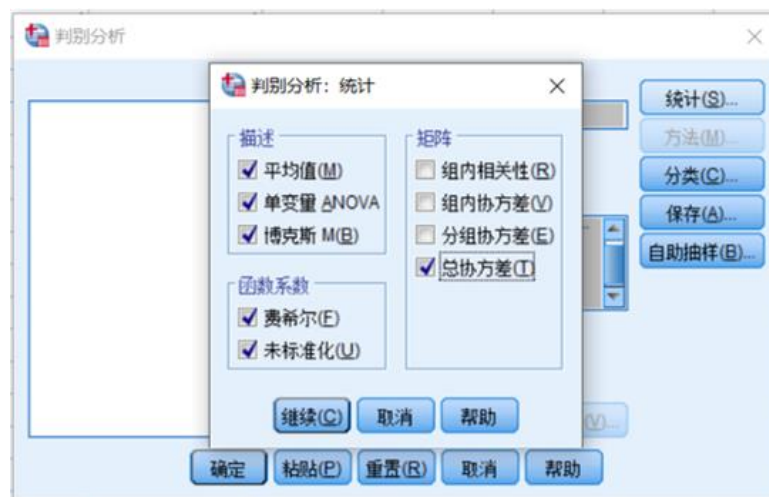 判别分析
判别分析：统计
描述
平均值(M)
单变量 ANOVA
博克斯 M(B)
函数系数
费希尔(F)
未标准化(U)
矩阵
组内相关性(R)
组内协方差(V)
分组协方差(E)
总协方差(T)
继续(C) 取消 帮助
统计(S)...
方法(M)...
分类(C)...
保存(A)...
自助抽样(B)...
(V)...
确定 粘贴(P) 重置(R) 取消 帮助